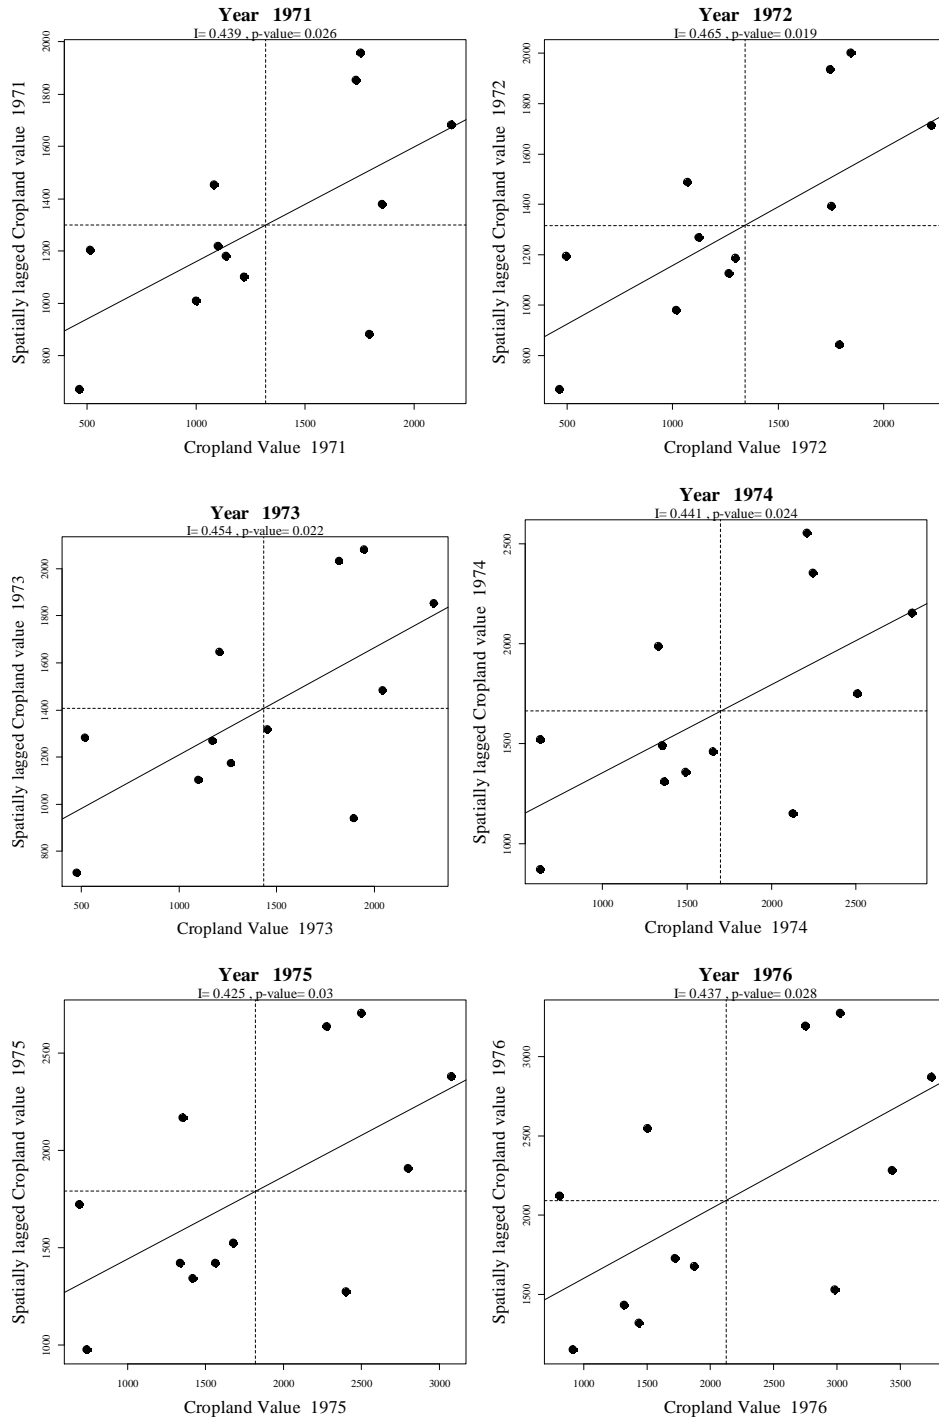 Year 1971
I= 0.439 , p-value= 0.026
Spatially lagged Cropland value 1971
800 1000 1200 1400 1600 1800 2000
500 1000 1500 2000
Cropland Value 1971
Year 1972
I= 0.465 , p-value= 0.019
Spatially lagged Cropland value 1972
800 1000 1200 1400 1600 1800 2000
500 1000 1500 2000
Cropland Value 1972
Year 1973
I= 0.454 , p-value= 0.022
Spatially lagged Cropland value 1973
800 1000 1200 1400 1600 1800 2000
500 1000 1500 2000
Cropland Value 1973
Year 1974
I= 0.441 , p-value= 0.024
Spatially lagged Cropland value 1974
1000 1500 2000 2500
1000 1500 2000 2500
Cropland Value 1974
Year 1975
I= 0.425 , p-value= 0.03
Spatially lagged Cropland value 1975
1000 1500 2000 2500
1000 1500 2000 2500 3000
Cropland Value 1975
Year 1976
I= 0.437 , p-value= 0.028
Spatially lagged Cropland value 1976
1500 2000 2500 3000
1000 1500 2000 2500 3000 3500
Cropland Value 1976